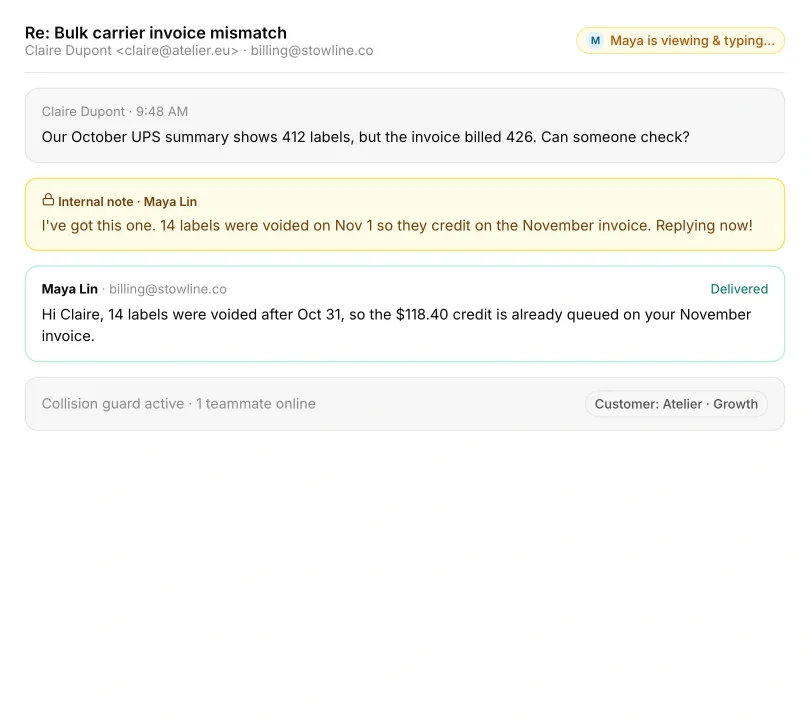 Re: Bulk carrier invoice mismatch
Claire Dupont <claire@atelier.eu> · billing@stowline.co
M Maya is viewing & typing...
Claire Dupont · 9:48 AM
Our October UPS summary shows 412 labels, but the invoice billed 426. Can someone check?
Internal note · Maya Lin
I've got this one. 14 labels were voided on Nov 1 so they credit on the November invoice. Replying now!
Maya Lin · billing@stowline.co
Delivered
Hi Claire, 14 labels were voided after Oct 31, so the $118.40 credit is already queued on your November
invoice.
Collision guard active · 1 teammate online
Customer: Atelier · Growth